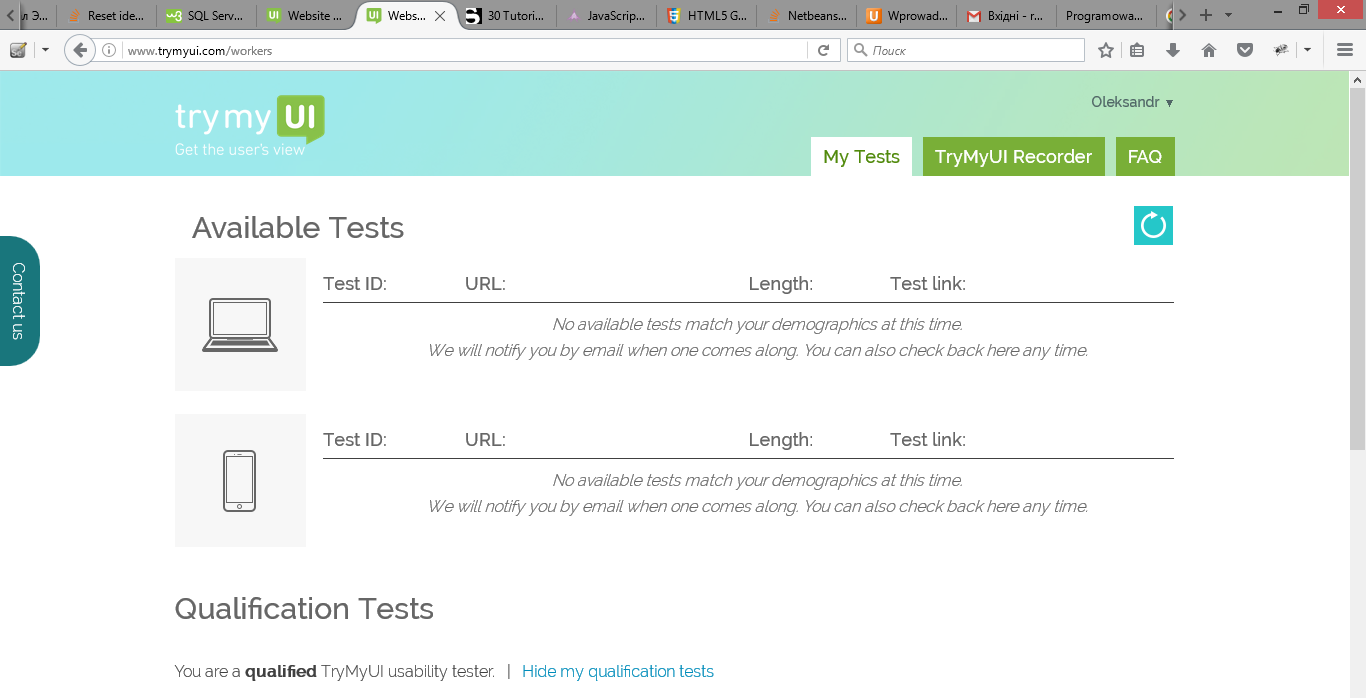 л Э...
Reset ide...
w3 SQL Serv...
UI Website ...
UI Webs...
S 30 Tutori...
JavaScrip...
HTML5 G...
Netbeans...
U Wprowad...
Вхідні - r...
Programowa...
www.trymyui.com/workers
Поиск
Oleksandr ▼
try my UI
Get the user's view
My Tests
TryMyUI Recorder
FAQ
Available Tests
Contact us
Test ID: URL: Length: Test link:
No available tests match your demographics at this time.
We will notify you by email when one comes along. You can also check back here any time.
Test ID: URL: Length: Test link:
No available tests match your demographics at this time.
We will notify you by email when one comes along. You can also check back here any time.
Qualification Tests
You are a qualified TryMyUI usability tester. | Hide my qualification tests